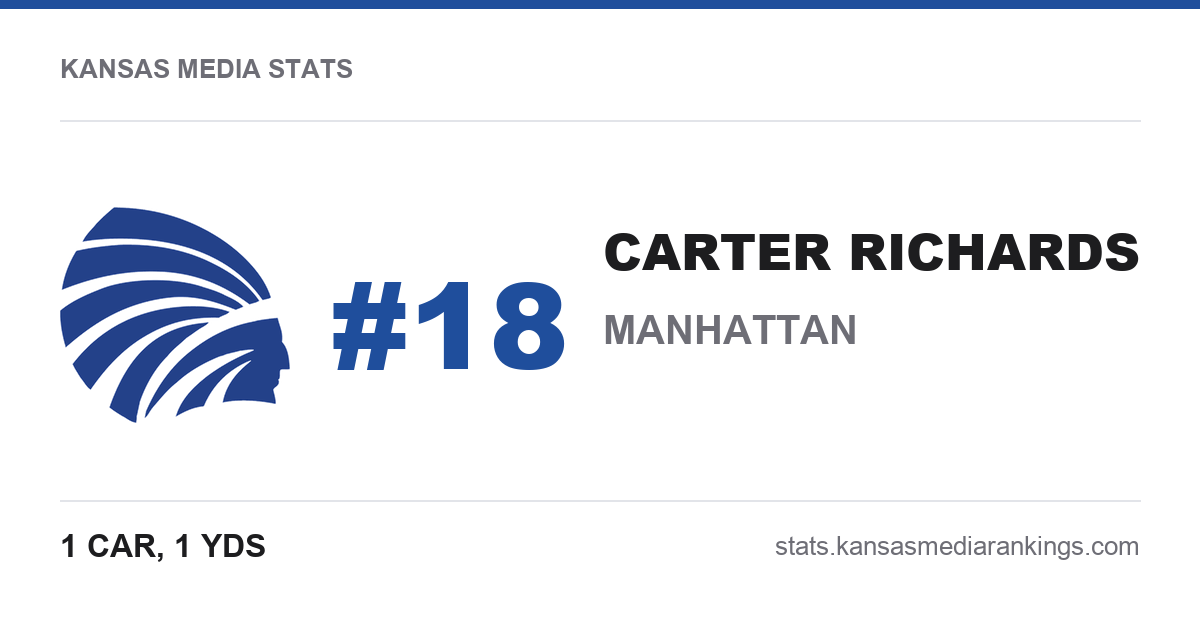 KANSAS MEDIA STATS
#18
CARTER RICHARDS
MANHATTAN
1 CAR, 1 YDS
stats.kansasmediarankings.com